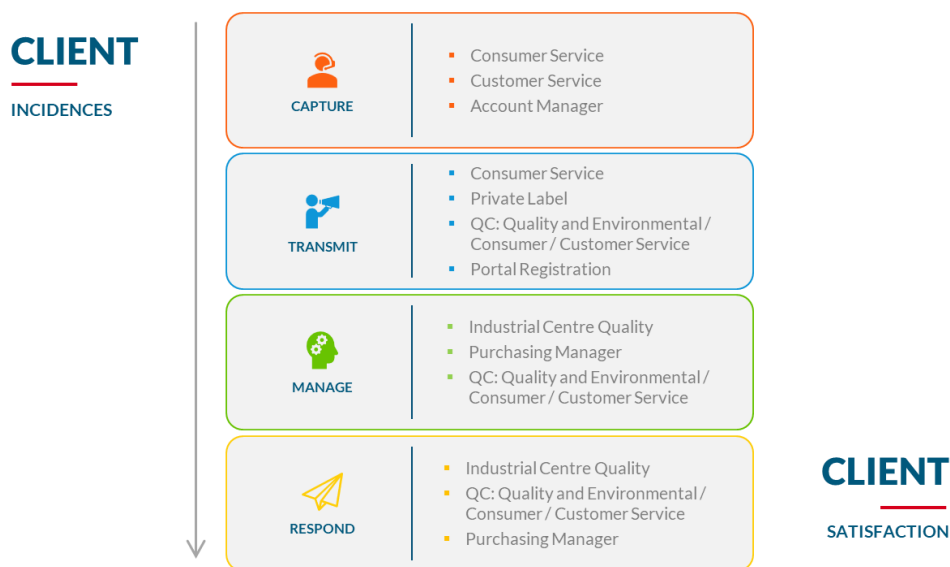 CLIENT
INCIDENCES
CAPTURE
Consumer Service
Customer Service
Account Manager
TRANSMIT
Consumer Service
Private Label
QC: Quality and Environmental /
Consumer / Customer Service
Portal Registration
MANAGE
Industrial Centre Quality
Purchasing Manager
QC: Quality and Environmental /
Consumer / Customer Service
RESPOND
Industrial Centre Quality
QC: Quality and Environmental /
Consumer / Customer Service
Purchasing Manager
CLIENT
SATISFACTION